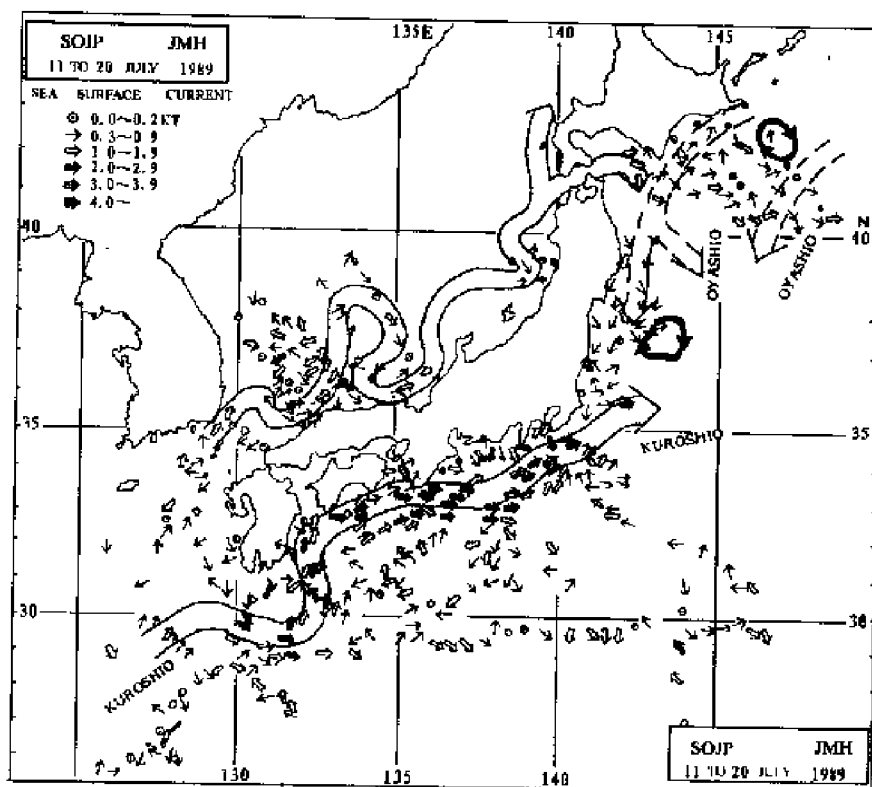 135E 140 145
SOJP JMH
11 TO 20 JULY 1989
SEA SURFACE CURRENT
0.0~0.2KT
0.3~0.9
1.0~1.9
2.0~2.9
3.0~3.9
4.0~
40 N
40
OYASHIO
OYASHIO
35 35
KUROSHIO
30 30
KUROSHIO
SOJP JMH
11 TO 20 JULY 1989
130 135 140